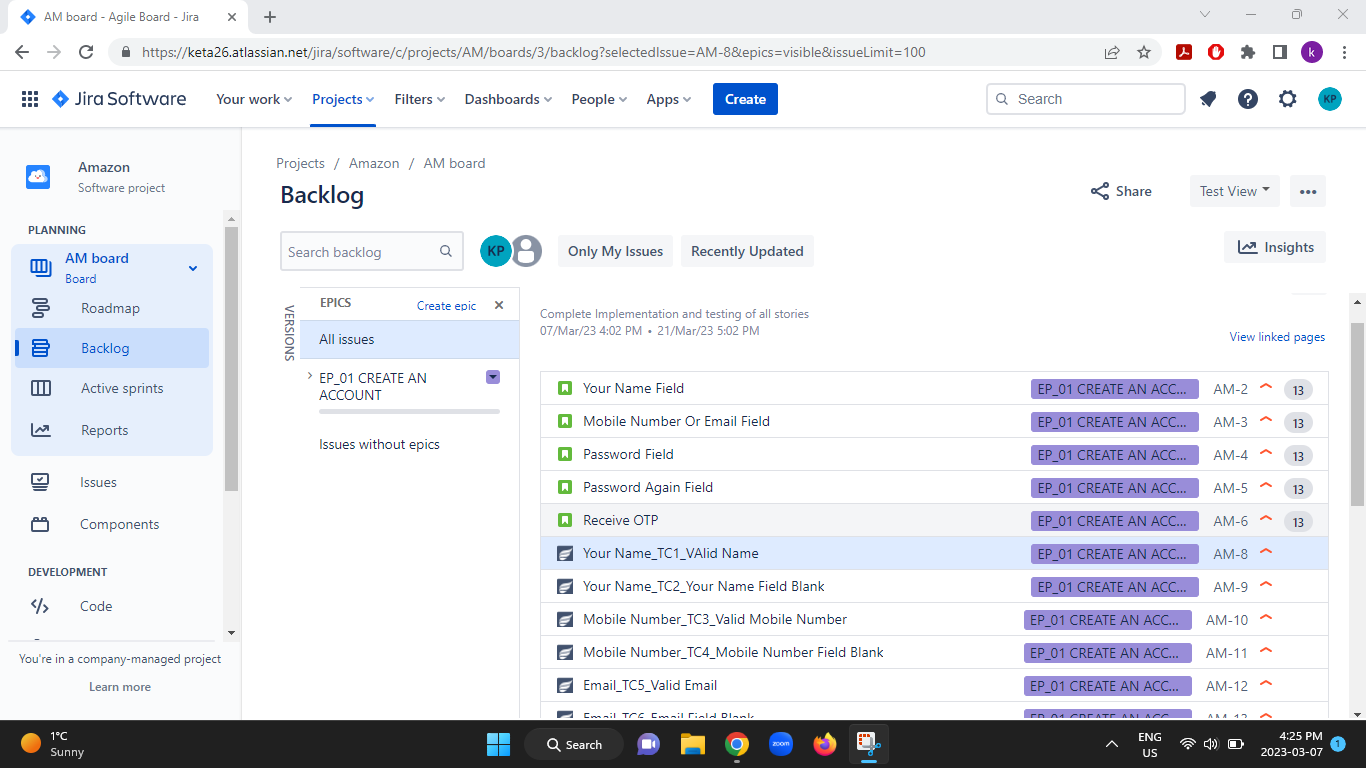 AM board - Agile Board - Jira
https://keta26.atlassian.net/jira/software/c/projects/AM/boards/3/backlog?selectedIssue=AM-8&epics=visible&issueLimit=100
k
Jira Software Your work Projects Filters Dashboards People Apps Create Search KP
Amazon
Software project
PLANNING
AM board
Board
Roadmap
Backlog
Active sprints
Reports
Issues
Components
DEVELOPMENT
Code
You're in a company-managed project
Learn more
Projects / Amazon / AM board
Backlog
Share Test View
Search backlog KP Only My Issues Recently Updated Insights
VERSIONS
EPICS Create epic
All issues
EP_01 CREATE AN
ACCOUNT
Issues without epics
Complete Implementation and testing of all stories
07/Mar/23 4:02 PM • 21/Mar/23 5:02 PM
View linked pages
Your Name Field EP_01 CREATE AN ACC... AM-2 13
Mobile Number Or Email Field EP_01 CREATE AN ACC... AM-3 13
Password Field EP_01 CREATE AN ACC... AM-4 13
Password Again Field EP_01 CREATE AN ACC... AM-5 13
Receive OTP EP_01 CREATE AN ACC... AM-6 13
Your Name_TC1_VAlid Name EP_01 CREATE AN ACC... AM-8
Your Name_TC2_Your Name Field Blank EP_01 CREATE AN ACC... AM-9
Mobile Number_TC3_Valid Mobile Number EP_01 CREATE AN ACC... AM-10
Mobile Number_TC4_Mobile Number Field Blank EP_01 CREATE AN ACC... AM-11
Email_TC5_Valid Email EP_01 CREATE AN ACC... AM-12
Email_TC6_Email Field Blank EP_01 CREATE AN ACC... AM-13
1°C
Sunny
Search
zoom
ENG
US
4:25 PM
2023-03-07
1